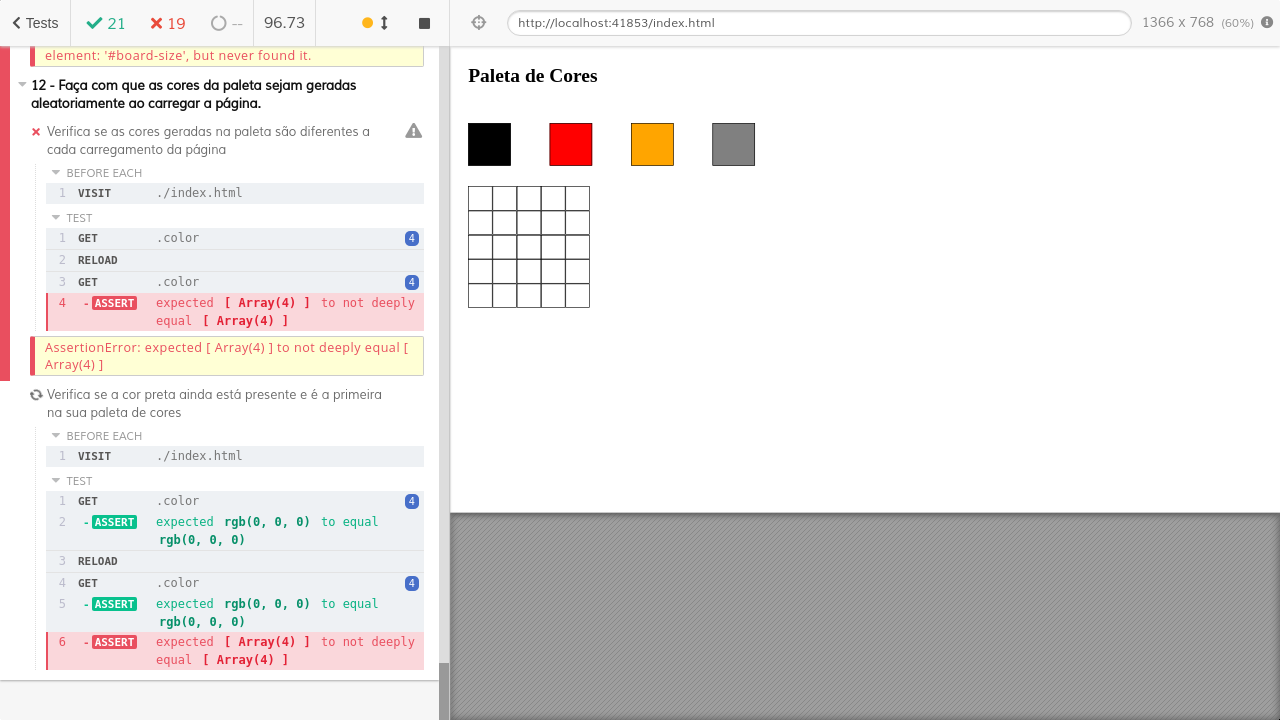 Tests 21 19 -- 96.73 http://localhost:41853/index.html 1366 x 768 (60%)
element: '#board-size', but never found it.
12 - Faça com que as cores da paleta sejam geradas
aleatoriamente ao carregar a página.
Verifica se as cores geradas na paleta são diferentes a
cada carregamento da página
BEFORE EACH
1 VISIT ./index.html
TEST
1 GET .color 4
2 RELOAD
3 GET .color 4
4 -ASSERT expected [ Array(4) ] to not deeply
equal [ Array(4) ]
AssertionError: expected [ Array(4) ] to not deeply equal [
Array(4) ]
Verifica se a cor preta ainda está presente e é a primeira
na sua paleta de cores
BEFORE EACH
1 VISIT ./index.html
TEST
1 GET .color 4
2 -ASSERT expected rgb(0, 0, 0) to equal
rgb(0, 0, 0)
3 RELOAD
4 GET .color 4
5 -ASSERT expected rgb(0, 0, 0) to equal
rgb(0, 0, 0)
6 -ASSERT expected [ Array(4) ] to not deeply
equal [ Array(4) ]
Paleta de Cores